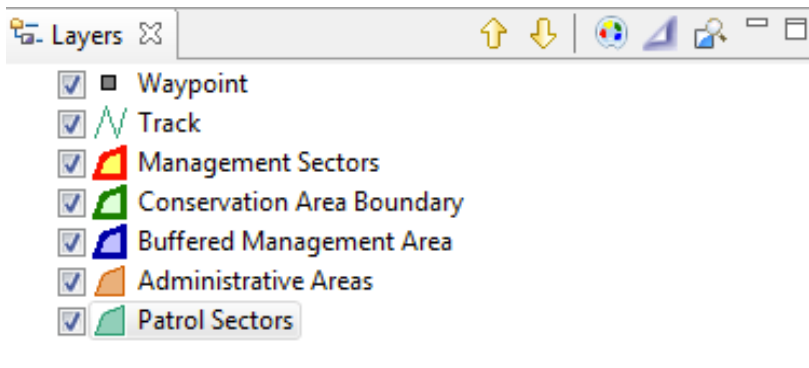 Layers
Waypoint
Track
Management Sectors
Conservation Area Boundary
Buffered Management Area
Administrative Areas
Patrol Sectors